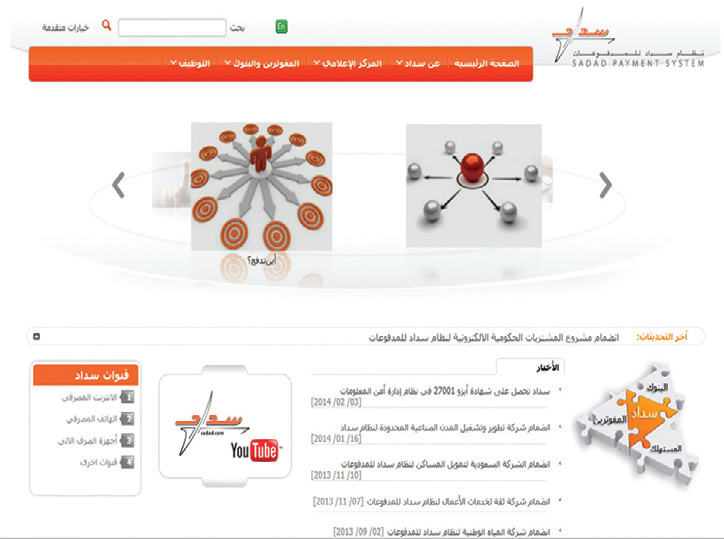 سداد
نظام سداد للمدفوعات
SADAD PAYMENT SYSTEM
En
بحث
خيارات متقدمة
الصفحة الرئيسية
عن سداد
المركز الإعلامي
المفوترين والبنوك
التوظيف
أين تدفع؟
آخر التحديثات: انضمام مشروع المشتريات الحكومية الالكترونية لنظام سداد للمدفوعات
الأخبار
سداد تحصل على شهادة أيزو 27001 في نظام إدارة أمن المعلومات
[2014 /02 /03]
انضمام شركة تطوير وتشغيل المدن الصناعية المحدودة لنظام سداد
[2014 /01 /16]
انضمام الشركة السعودية لتمويل المساكن لنظام سداد للمدفوعات
[2013 /11 /10]
انضمام شركة ثقة لخدمات الأعمال لنظام سداد للمدفوعات [2013 /11 /07]
انضمام شركة المياه الوطنية لنظام سداد للمدفوعات [2013 /09 /02]
البنوك
سداد
المفوترين
المستهلك
سداد
sadad.com
YouTube
قنوات سداد
1 الانترنت المصرفي
2 الهاتف المصرفي
3 أجهزة الصرف الآلي
4 قنوات اخرى